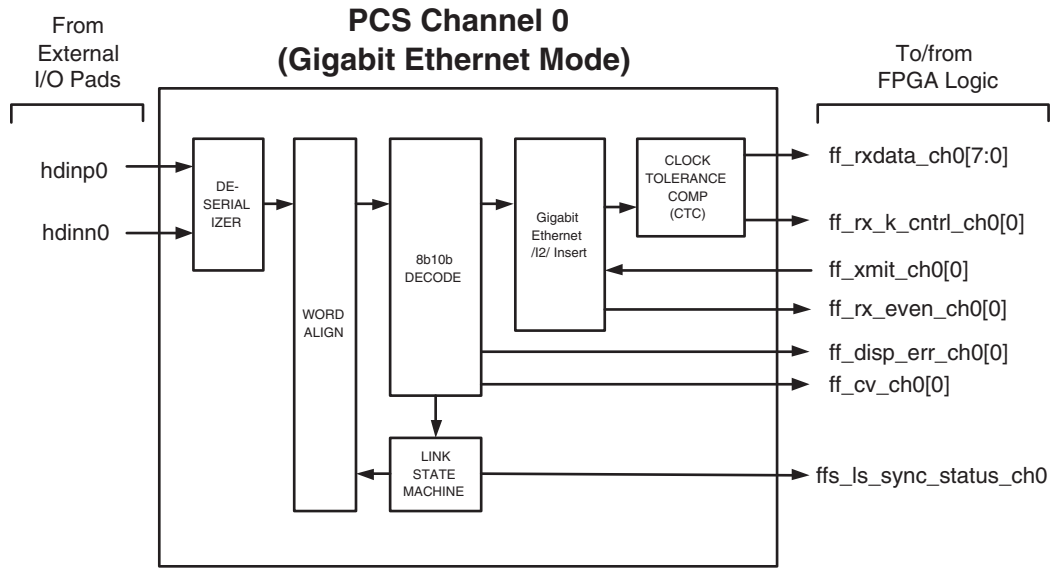 PCS Channel 0
(Gigabit Ethernet Mode)
From
External
I/O Pads
To/from
FPGA Logic
hdinp0
hdinn0
DE-
SERIAL
IZER
WORD
ALIGN
8b10b
DECODE
Gigabit
Ethernet
/I2/ Insert
CLOCK
TOLERANCE
COMP
(CTC)
LINK
STATE
MACHINE
ff_rxdata_ch0[7:0]
ff_rx_k_cntrl_ch0[0]
ff_xmit_ch0[0]
ff_rx_even_ch0[0]
ff_disp_err_ch0[0]
ff_cv_ch0[0]
ffs_ls_sync_status_ch0